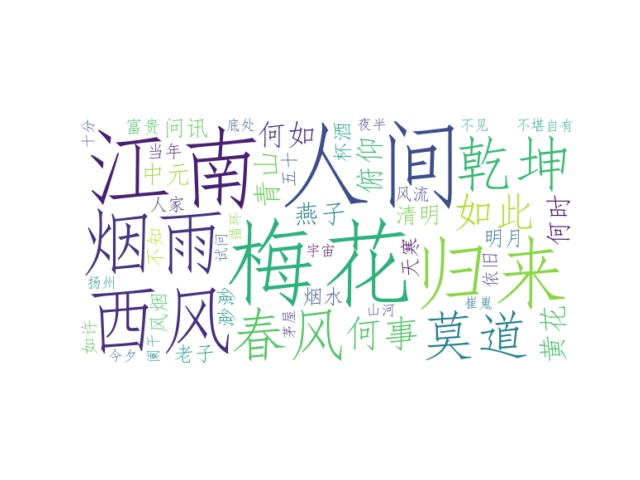 十分
富贵
问讯
底处
何如
杯酒
夜半
不见
不堪自有
江南
人间
乾坤
当年
中元
青山
五十
俯仰
风流
人家
燕子
清明
如此
何时
烟雨
不知
试问
循环
梅花
宇宙
天寒
归来
明月
依旧
扬州
西风
风烟
渺渺
烟水
山河
崔嵬
如许
今夕
阑干
老子
春风
茅屋
何事
莫道
黄花